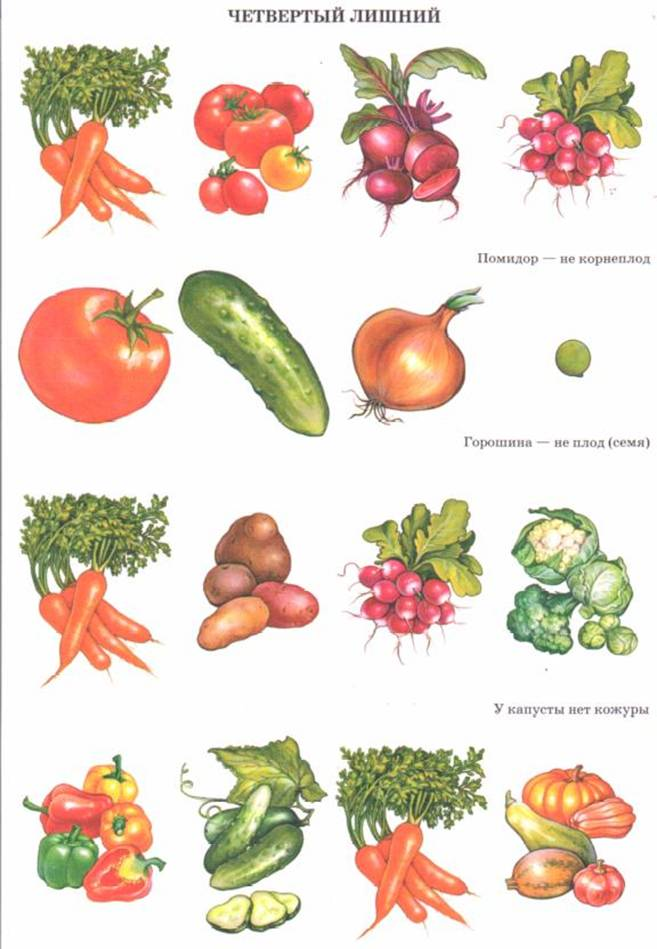 ЧЕТВЕРТЫЙ ЛИШНИЙ
Помидор — не корнеплод
Горошина — не плод (семя)
У капусты нет кожуры